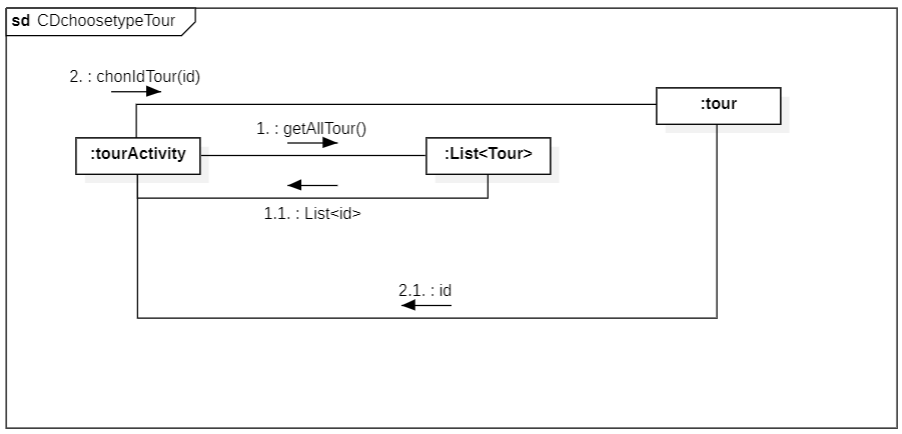 sd CDchoosetypeTour
2. : chonIdTour(id)
:tour
1. : getAllTour()
:tourActivity
:List<Tour>
1.1. : List<id>
2.1. : id